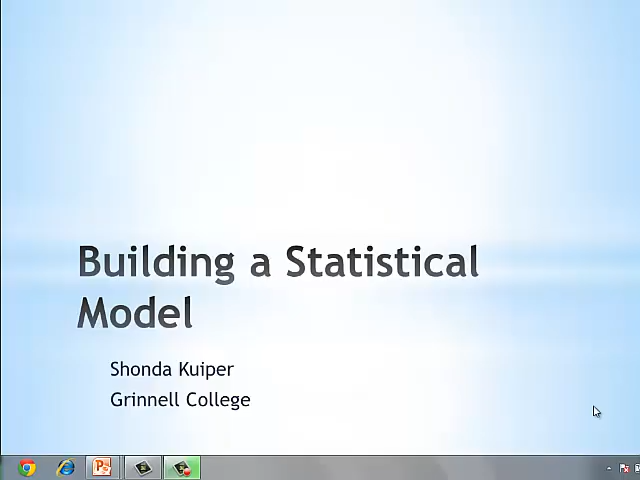 Building a Statistical
Model
Shonda Kuiper
Grinnell College